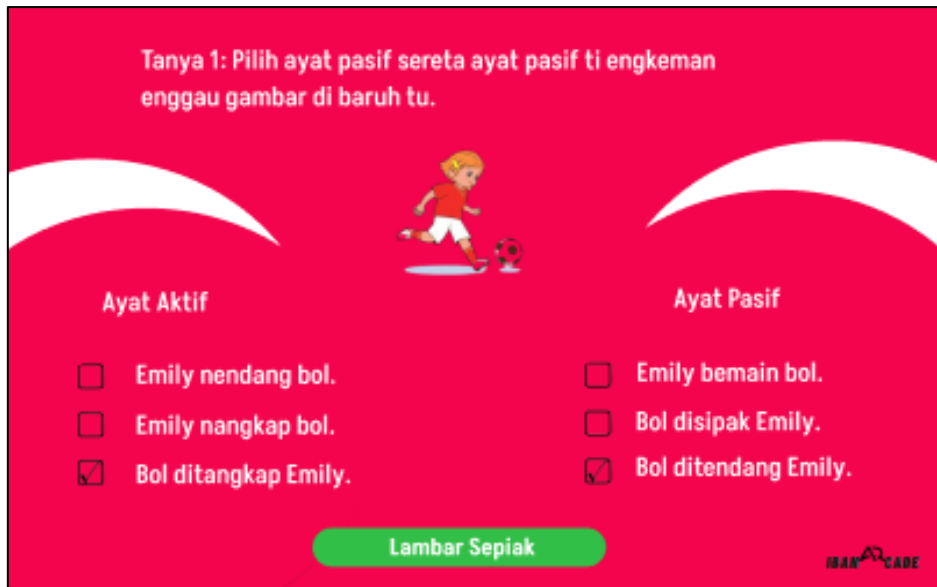 Tanya 1: Pilih ayat pasif sereta ayat pasif ti engkeman
enggau gambar di baruh tu.
Ayat Aktif
Emily nendang bol.
Emily nangkap bol.
Bol ditangkap Emily.
Ayat Pasif
Emily bemain bol.
Bol disipak Emily.
Bol ditendang Emily.
Lambar Sepiak
IBAN ARCADE